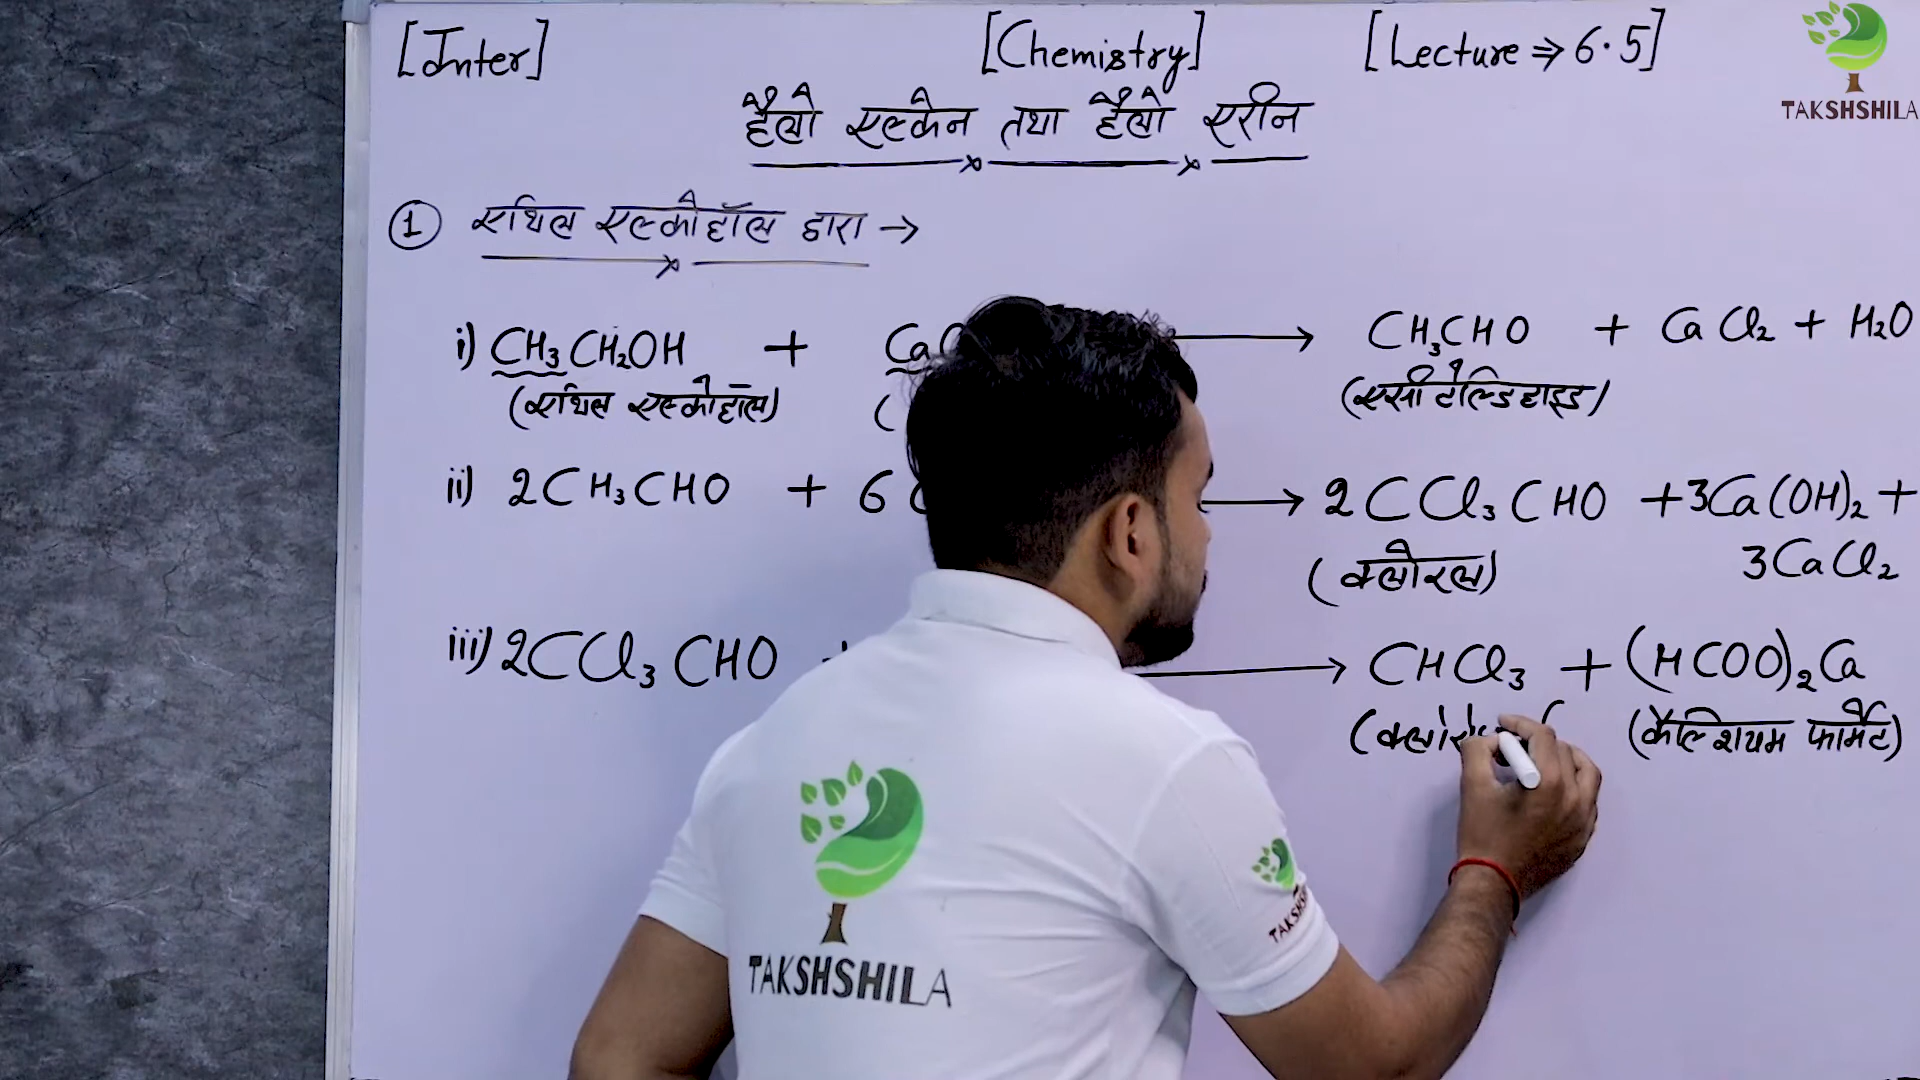 [Inter] [Chemistry] [Lecture ⇒ 6.5]
TAKSHSHILA
हैलो एल्केन तथा हैलो एरीन
① एथिल एल्कोहॉल द्वारा →
i) CH₃CH₂OH + CaO → CH₃CHO + CaCl₂ + H₂O
(एथिल एल्कोहॉल) ( (एसीटेल्डिहाइड)
ii) 2CH₃CHO + 6 → 2CCl₃CHO + 3Ca(OH)₂ +
(क्लोरल) 3CaCl₂
iii) 2CCl₃CHO + → CHCl₃ + (HCOO)₂Ca
(कैल्शियम फार्मेट)
TAKSHSHILA